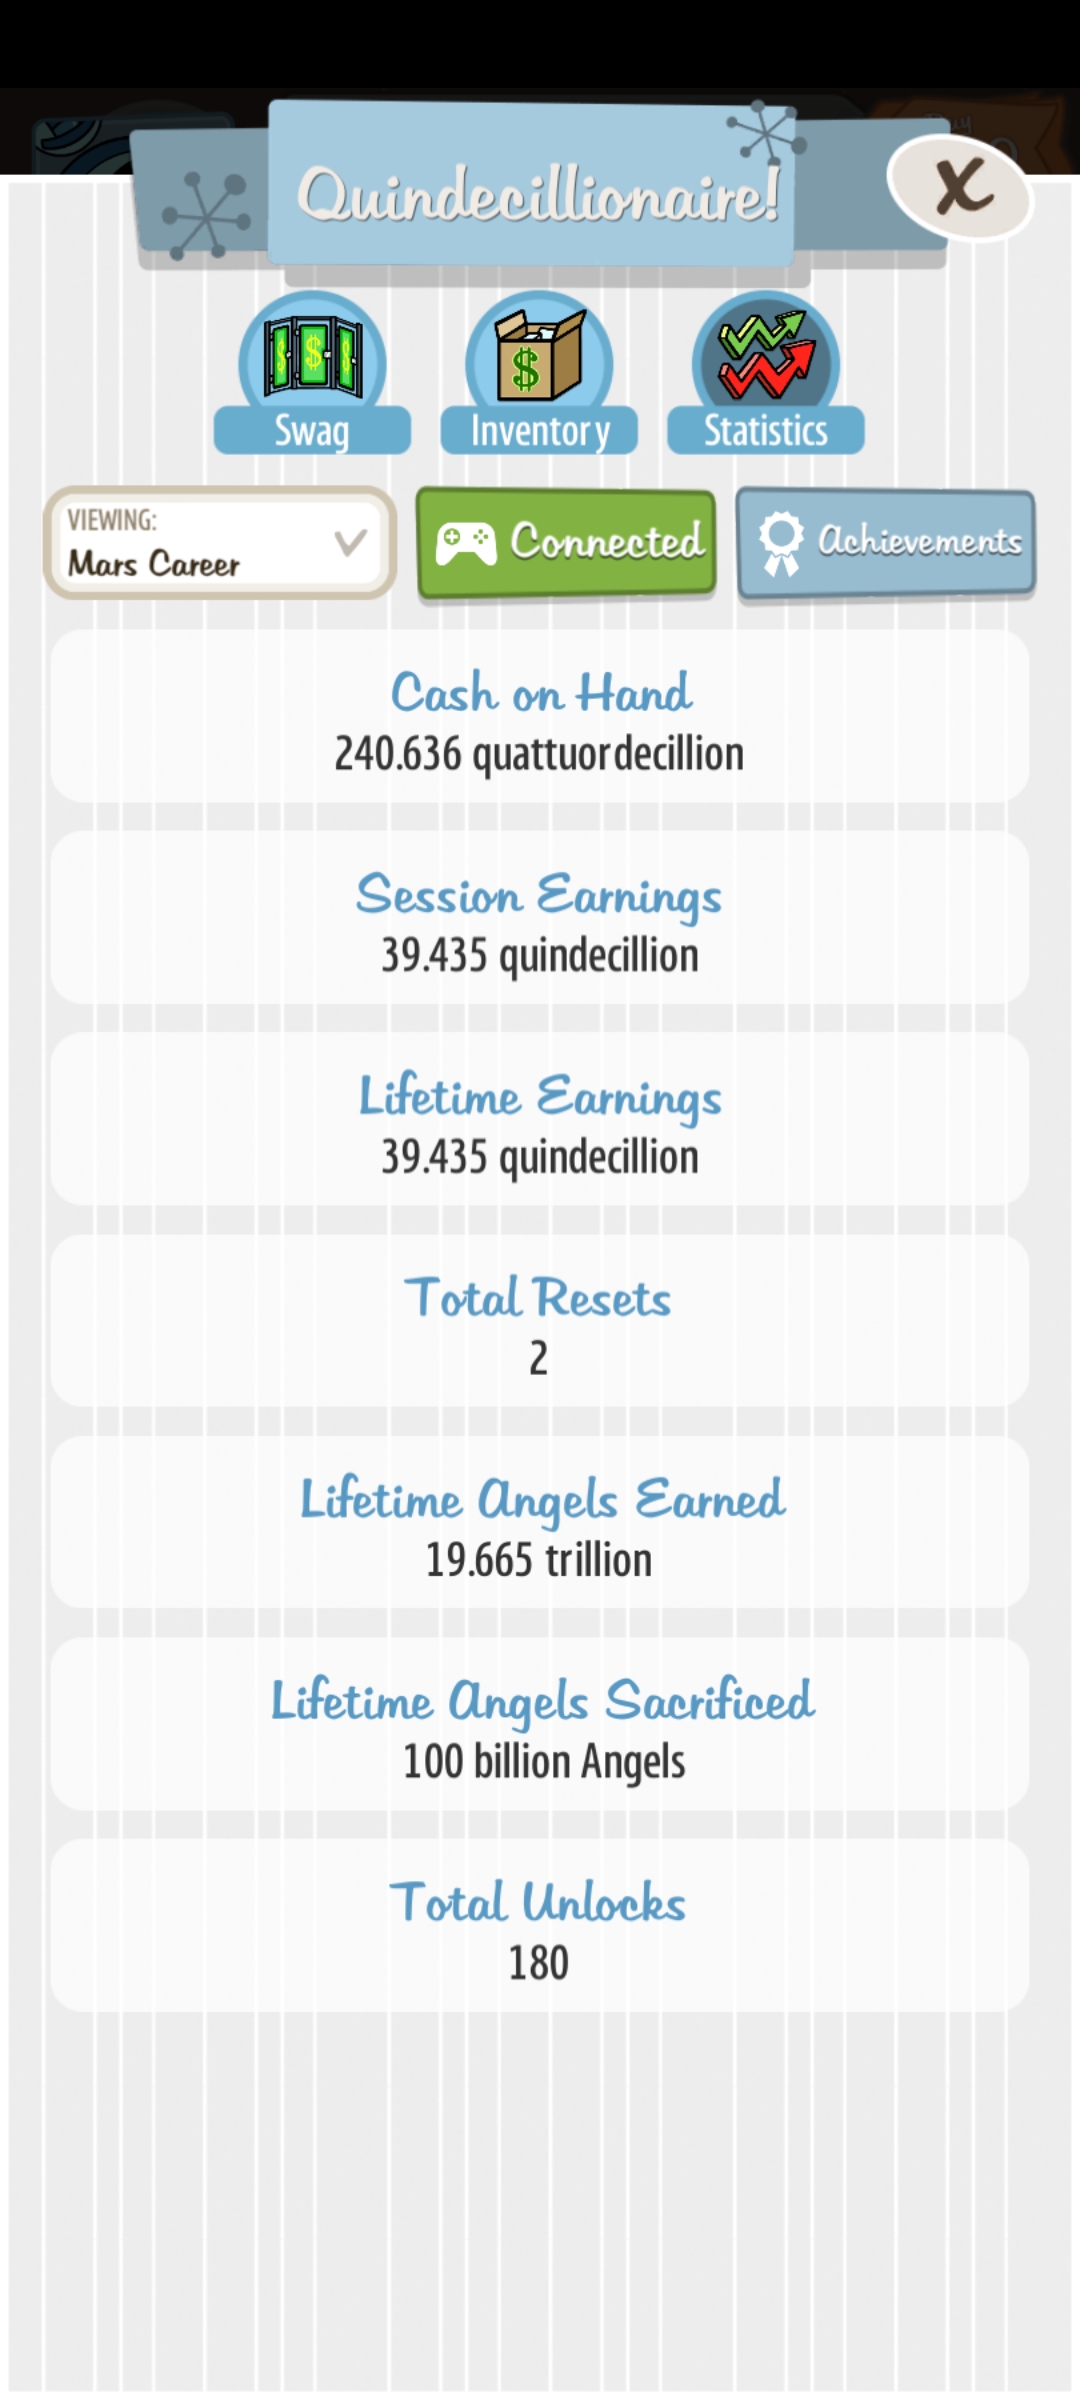 Quindecillionaire!
X
Swag
Inventory
Statistics
VIEWING:
Mars Career
Connected
Achievements
Cash on Hand
240.636 quattuordecillion
Session Earnings
39.435 quindecillion
Lifetime Earnings
39.435 quindecillion
Total Resets
2
Lifetime Angels Earned
19.665 trillion
Lifetime Angels Sacrificed
100 billion Angels
Total Unlocks
180